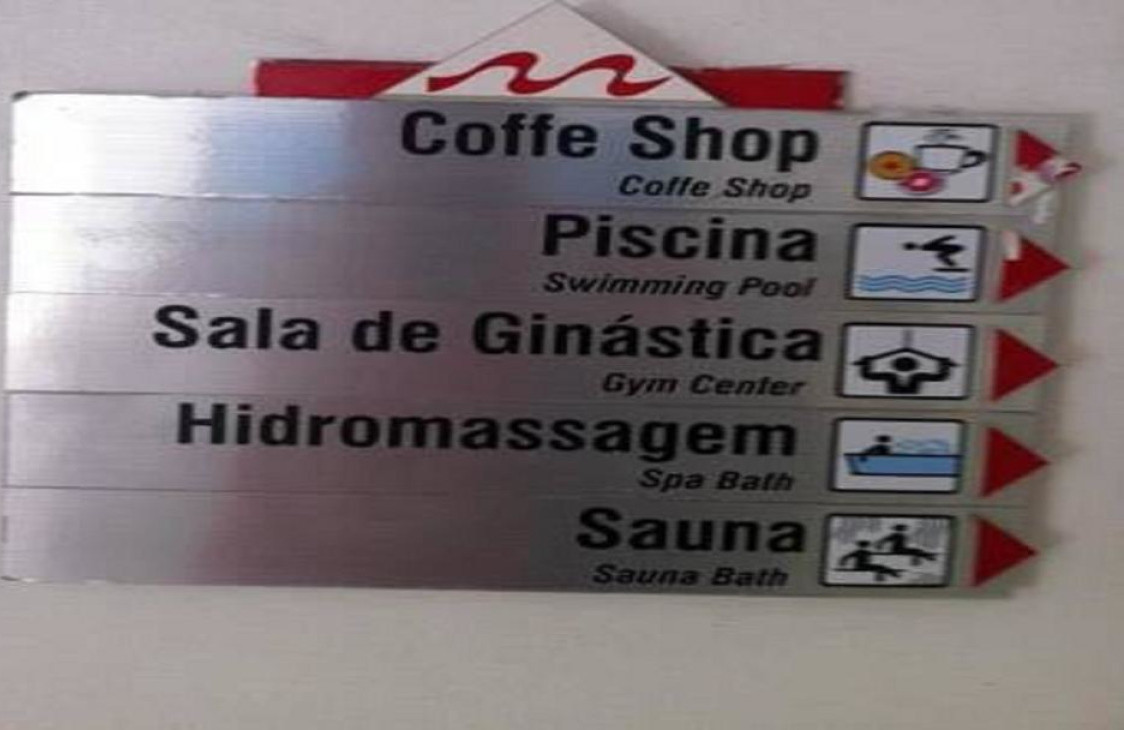 Coffe Shop
Coffe Shop
Piscina
Swimming Pool
Sala de Ginástica
Gym Center
Hidromassagem
Spa Bath
Sauna
Sauna Bath